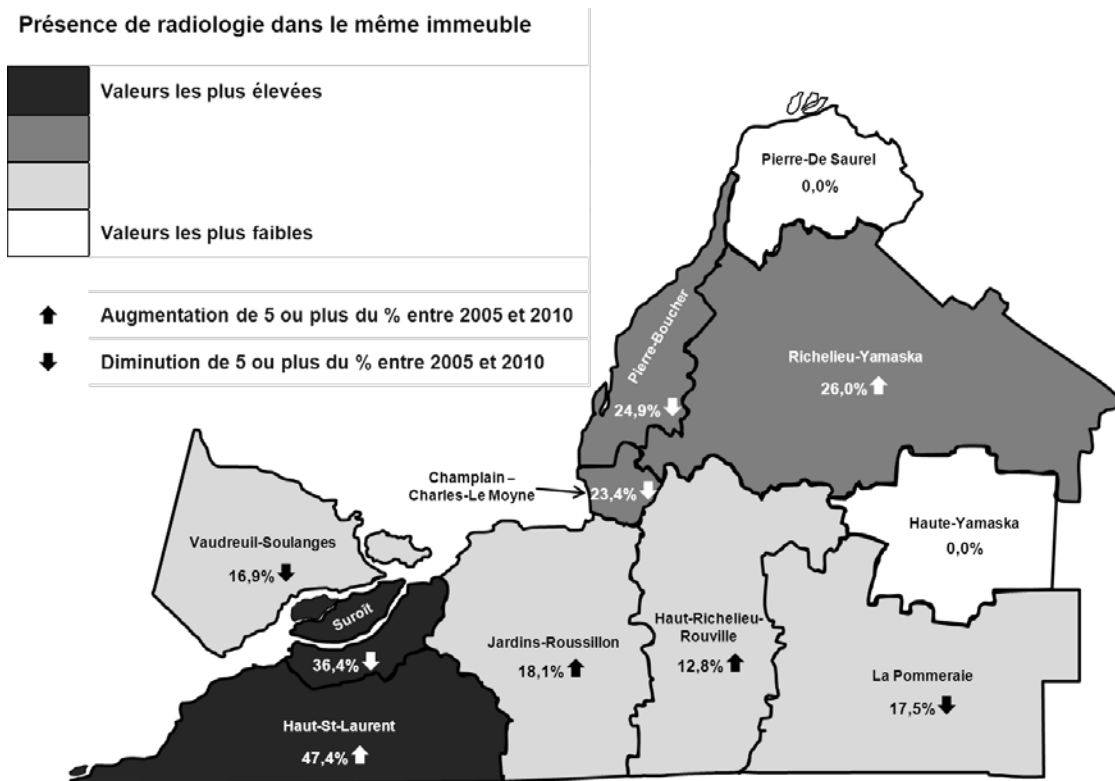 Présence de radiologie dans le même immeuble
Valeurs les plus élevées
Valeurs les plus faibles
Augmentation de 5 ou plus du % entre 2005 et 2010
Diminution de 5 ou plus du % entre 2005 et 2010
Pierre-De Saurel
0,0%
Pierre-Boucher
24,9%
Richelieu-Yamaska
26,0%
Champlain –
Charles-Le Moyne
23,4%
Haute-Yamaska
0,0%
Vaudreuil-Soulanges
16,9%
Suroît
36,4%
Jardins-Roussillon
18,1%
Haut-Richelieu-
Rouville
12,8%
La Pommeraie
17,5%
Haut-St-Laurent
47,4%